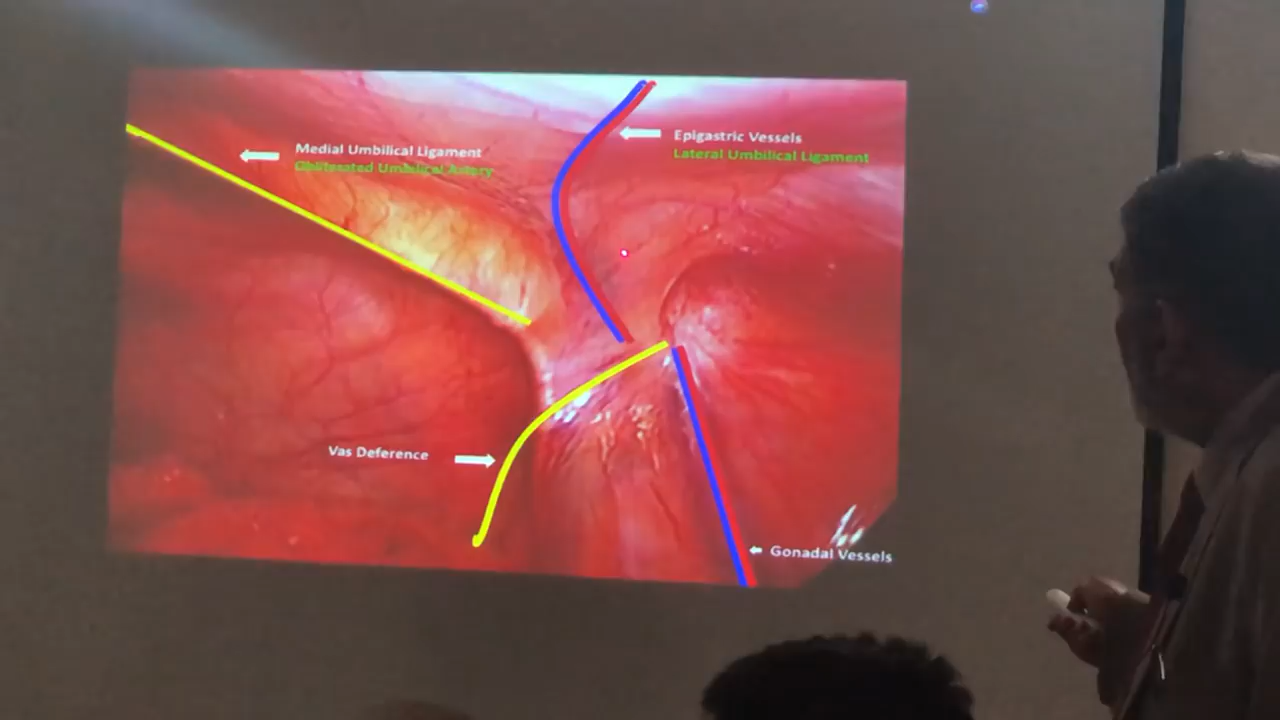 Medial Umbilical Ligament
Obliterated Umbilical Artery
Epigastric Vessels
Lateral Umbilical Ligament
Vas Deference
Gonadal Vessels